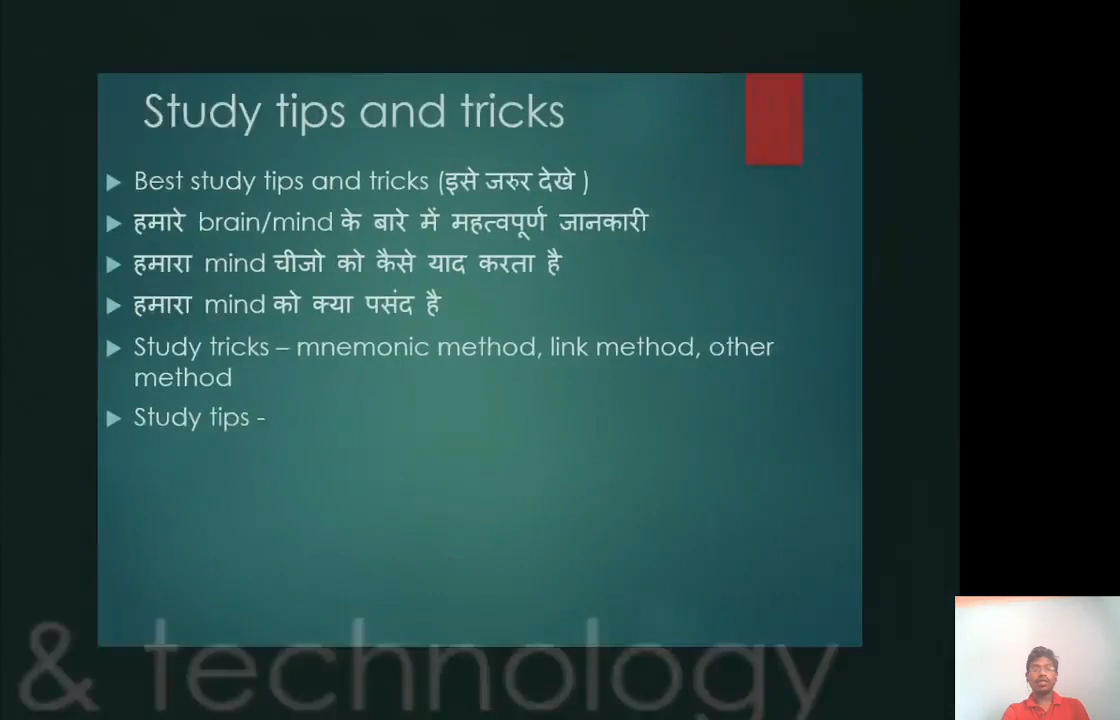 Study tips and tricks
Best study tips and tricks (इसे जरुर देखे )
हमारे brain/mind के बारे में महत्वपूर्ण जानकारी
हमारा mind चीजो को कैसे याद करता है
हमारा mind को क्या पसंद है
Study tricks – mnemonic method, link method, other
method
Study tips -
& technology